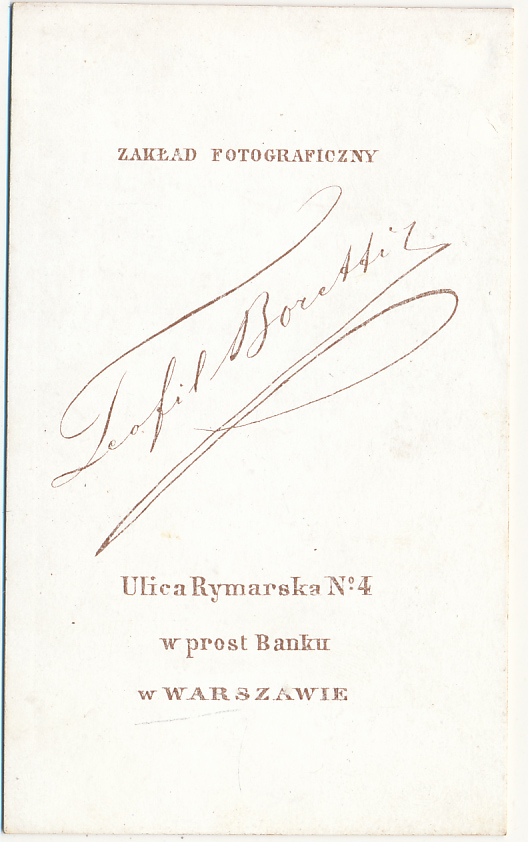 ZAKŁAD FOTOGRAFICZNY
Teofil Boretti
Ulica Rymarska Nº 4
w prost Banku
w WARSZAWIE